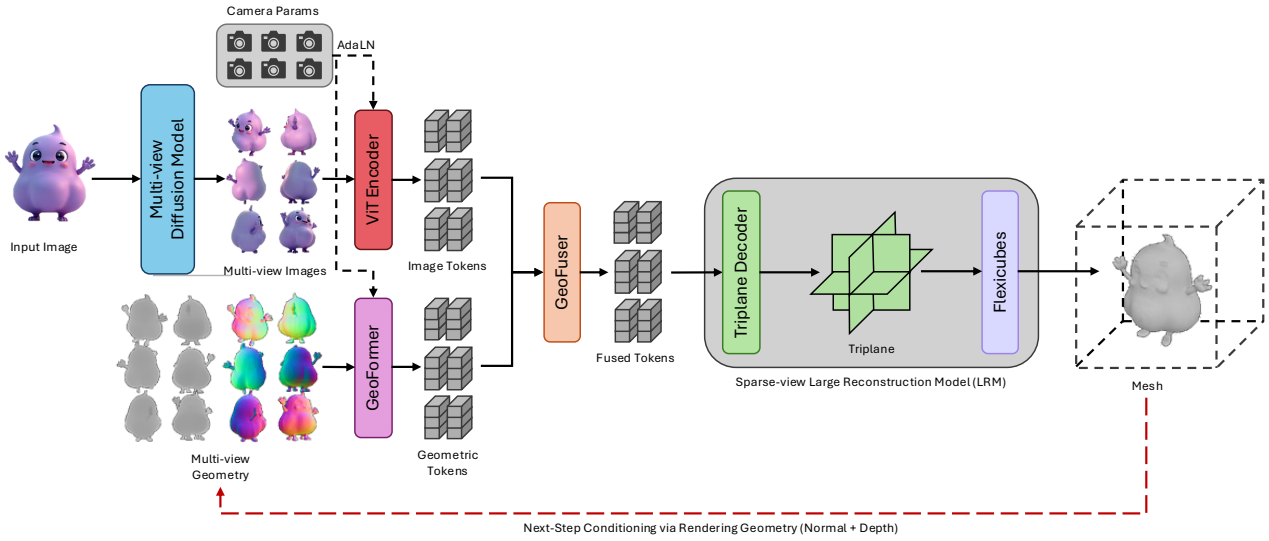 Camera Params
AdaLN
Multi-view
Diffusion Model
ViT Encoder
Input Image
Multi-view Images
Image Tokens
GeoFuser
Triplane Decoder
Flexicubes
GeoFormer
Fused Tokens
Triplane
Sparse-view Large Reconstruction Model (LRM)
Mesh
Multi-view
Geometry
Geometric
Tokens
Next-Step Conditioning via Rendering Geometry (Normal + Depth)